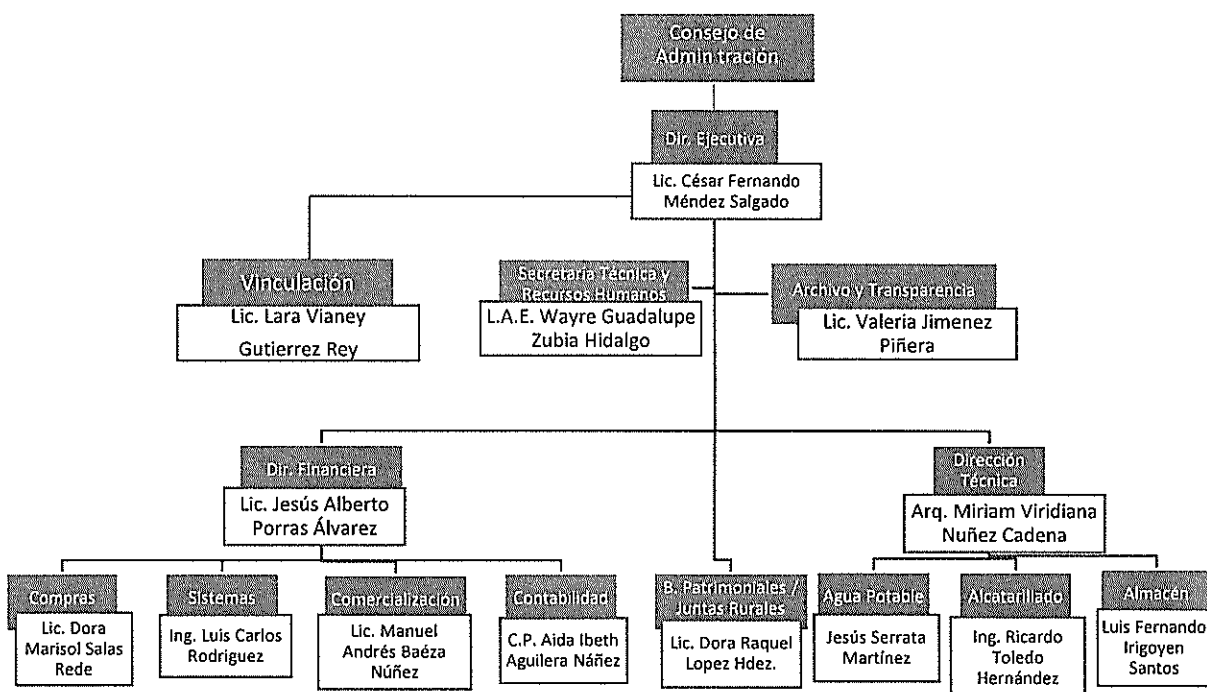 Consejo de
Admin tración
Dir. Ejecutiva
Lic. César Fernando
Méndez Salgado
Vinculación
Lic. Lara Vianey
Gutierrez Rey
Secretaria Técnica y
Recursos Humanos
L.A.E. Wayre Guadalupe
Zubia Hidalgo
Archivo y Transparencia
Lic. Valeria Jimenez
Piñera
Dir. Financiera
Lic. Jesús Alberto
Porras Álvarez
Dirección
Técnica
Arq. Miriam Viridiana
Nuñez Cadena
Compras
Lic. Dora
Marisol Salas
Rede
Sistemas
Ing. Luis Carlos
Rodriguez
Comercialización
Lic. Manuel
Andrés Baéza
Núñez
Contabilidad
C.P. Aida Ibeth
Aguilera Náñez
B. Patrimoniales /
Juntas Rurales
Lic. Dora Raquel
Lopez Hdez.
Agua Potable
Jesús Serrata
Martínez
Alcatarillado
Ing. Ricardo
Toledo
Hernández
Almacén
Luis Fernando
Irigoyen
Santos